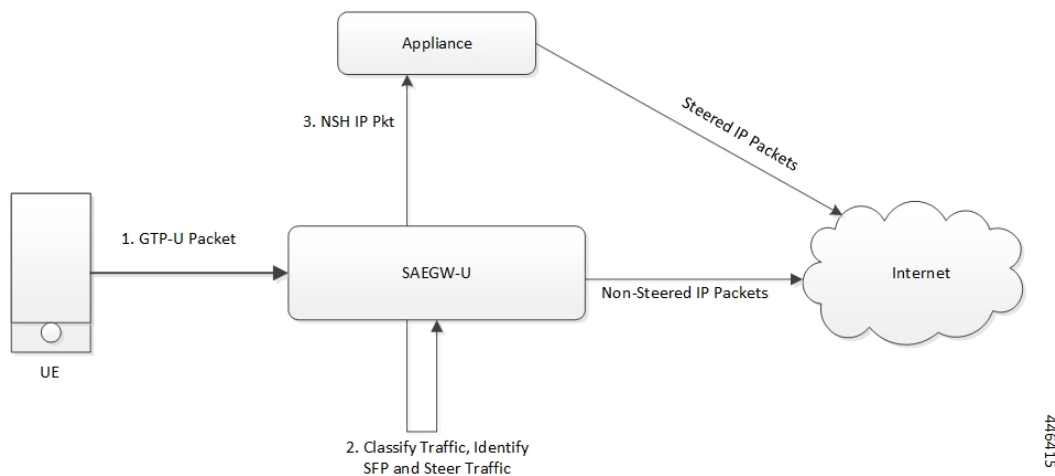 Appliance
3. NSH IP Pkt
Steered IP Packets
1. GTP-U Packet
SAEGW-U
Non-Steered IP Packets
Internet
UE
2. Classify Traffic, Identify
SFP and Steer Traffic
446415